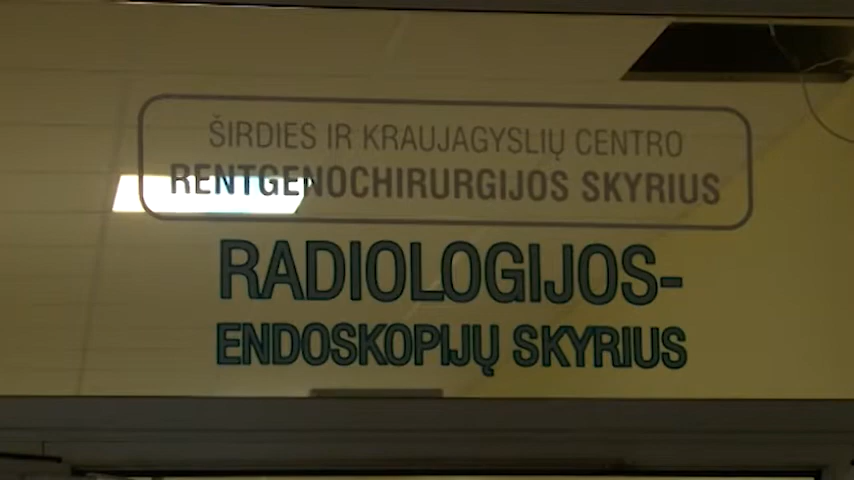 ŠIRDIES IR KRAUJAGYSLIŲ CENTRO
RENTGENOCHIRURGIJOS SKYRIUS
RADIOLOGIJOS-
ENDOSKOPIJŲ SKYRIUS